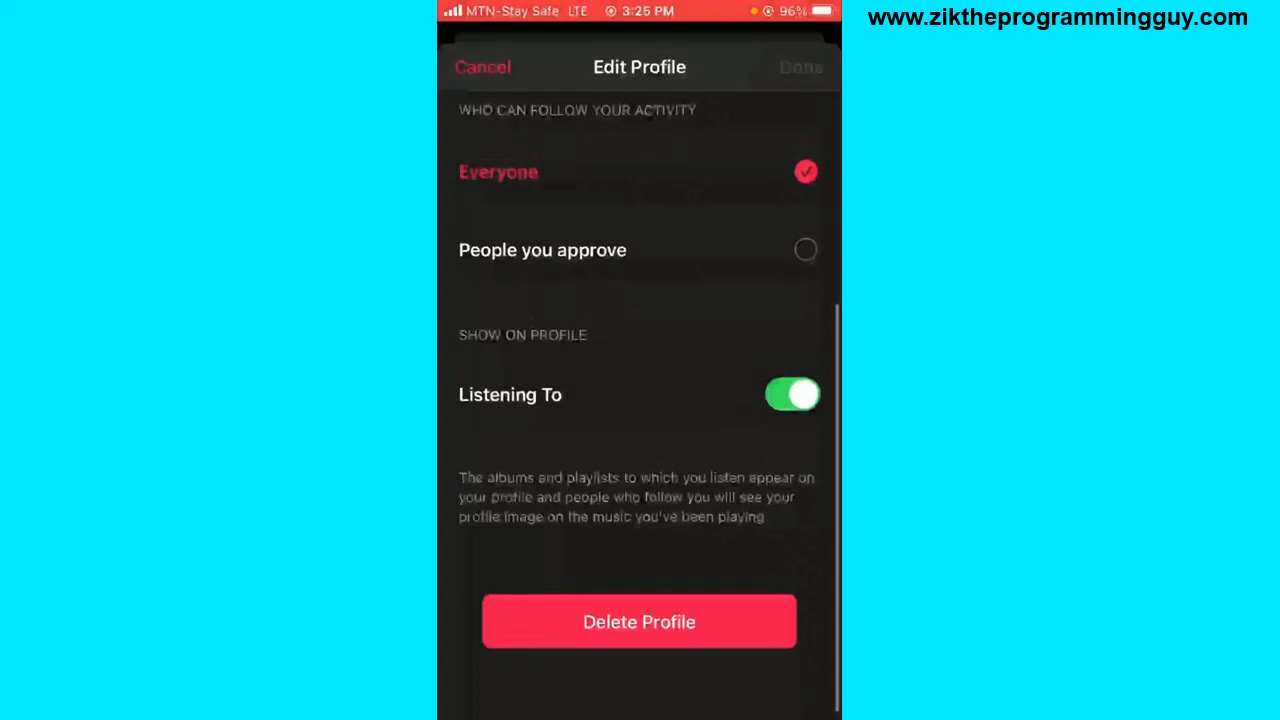 www.ziktheprogrammingguy.com
MTN-Stay Safe LTE 3:25 PM 96%
Cancel Edit Profile Done
WHO CAN FOLLOW YOUR ACTIVITY
Everyone
People you approve
SHOW ON PROFILE
Listening To
The albums and playlists to which you listen appear on
your profile and people who follow you will see your
profile image on the music you've been playing.
Delete Profile